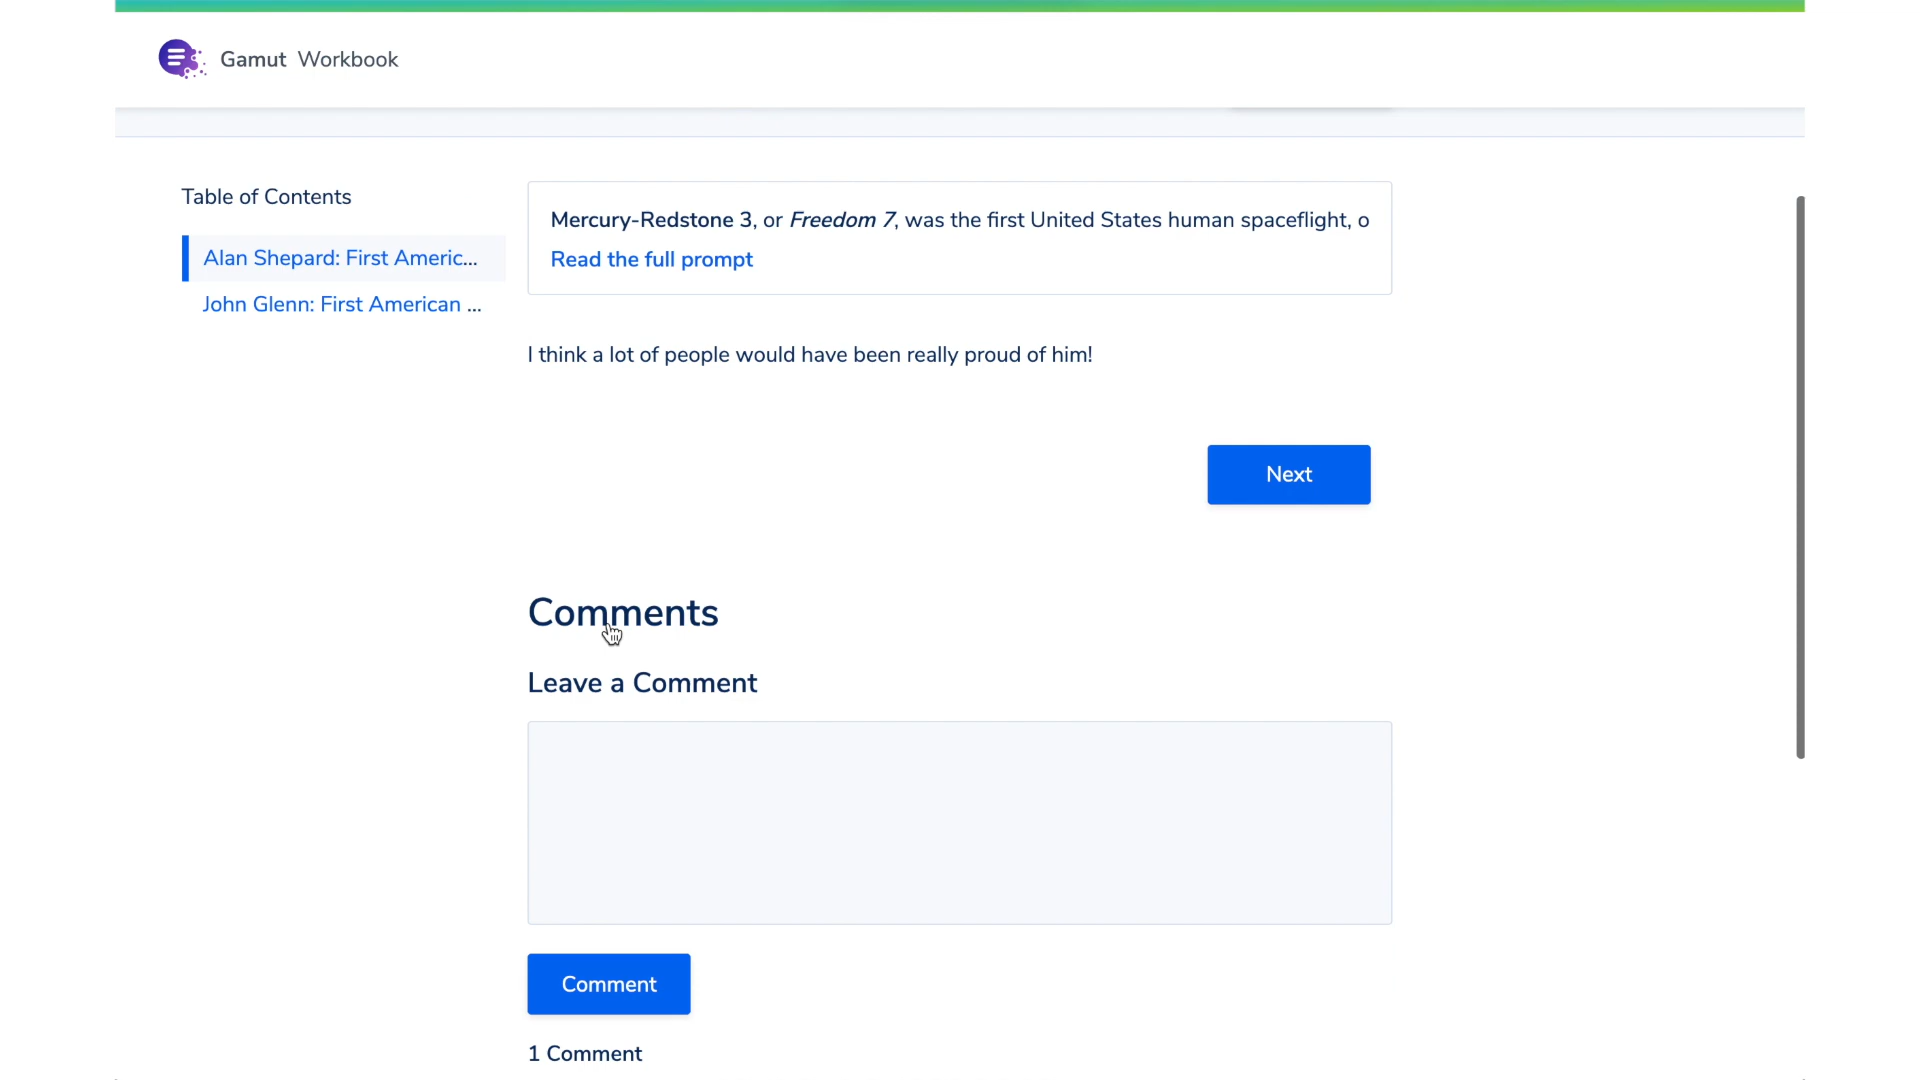 Gamut Workbook
Table of Contents
Alan Shepard: First Americ...
John Glenn: First American ...
Mercury-Redstone 3, or Freedom 7, was the first United States human spaceflight, o
Read the full prompt
I think a lot of people would have been really proud of him!
Next
Comments
Leave a Comment
Comment
1 Comment